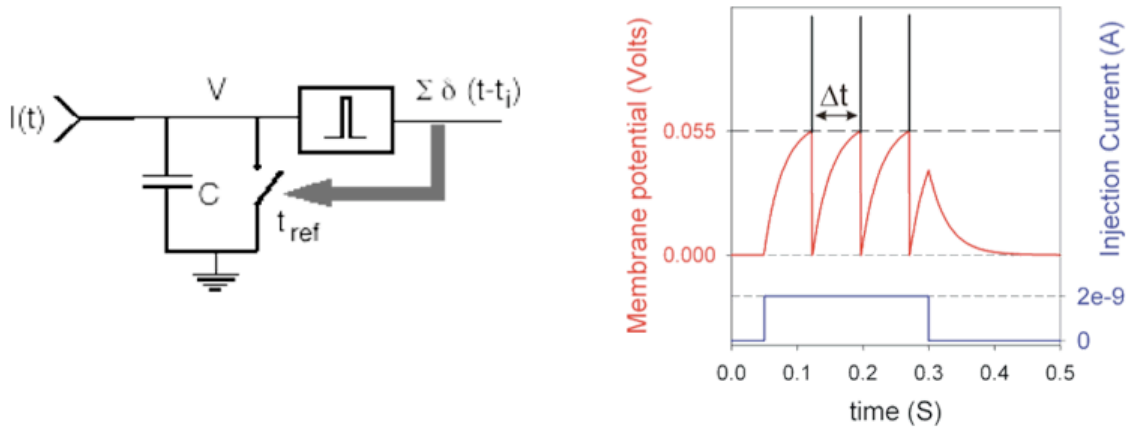 I(t)
V
Σ δ (t-t_i)
C
t_ref
Membrane potential (Volts)
0.055
0.000
Δt
Injection Current (A)
2e-9
0
0.0 0.1 0.2 0.3 0.4 0.5
time (S)